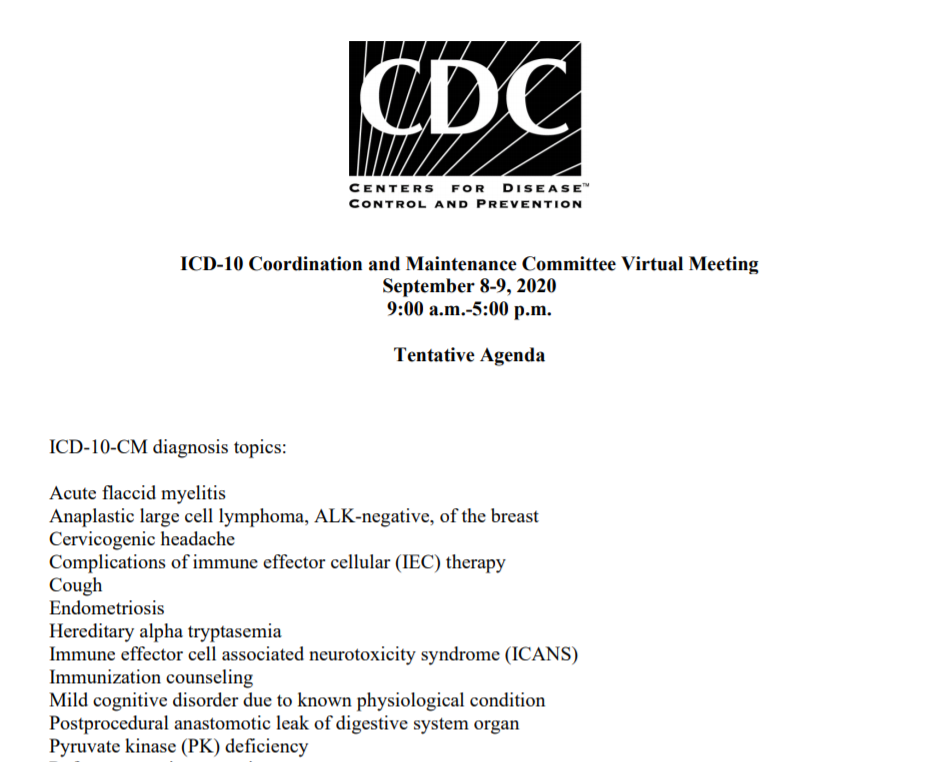 CDC
CENTERS FOR DISEASE™
CONTROL AND PREVENTION
ICD-10 Coordination and Maintenance Committee Virtual Meeting
September 8-9, 2020
9:00 a.m.-5:00 p.m.
Tentative Agenda
ICD-10-CM diagnosis topics:
Acute flaccid myelitis
Anaplastic large cell lymphoma, ALK-negative, of the breast
Cervicogenic headache
Complications of immune effector cellular (IEC) therapy
Cough
Endometriosis
Hereditary alpha tryptasemia
Immune effector cell associated neurotoxicity syndrome (ICANS)
Immunization counseling
Mild cognitive disorder due to known physiological condition
Postprocedural anastomotic leak of digestive system organ
Pyruvate kinase (PK) deficiency